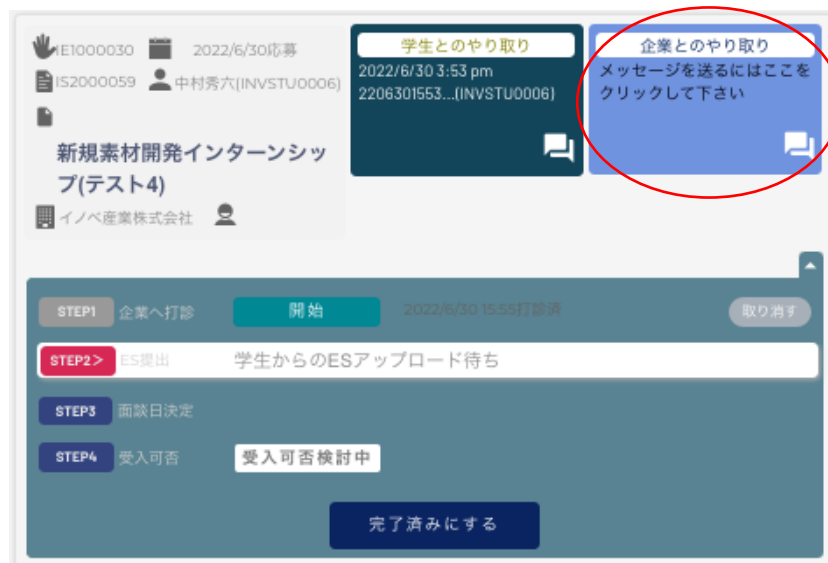 IE1000030 2022/6/30応募
IS2000059 中村秀六(INVSTU0006)
新規素材開発インターンシッ
プ(テスト4)
イノベ産業株式会社
学生とのやり取り
2022/6/30 3:53 pm
2206301553...(INVSTU0006)
企業とのやり取り
メッセージを送るにはここを
クリックして下さい
STEP1 企業へ打診 開始 2022/6/30 15:55打診済 取り消す
STEP2> ES提出 学生からのESアップロード待ち
STEP3 面談日決定
STEP4 受入可否 受入可否検討中
完了済みにする